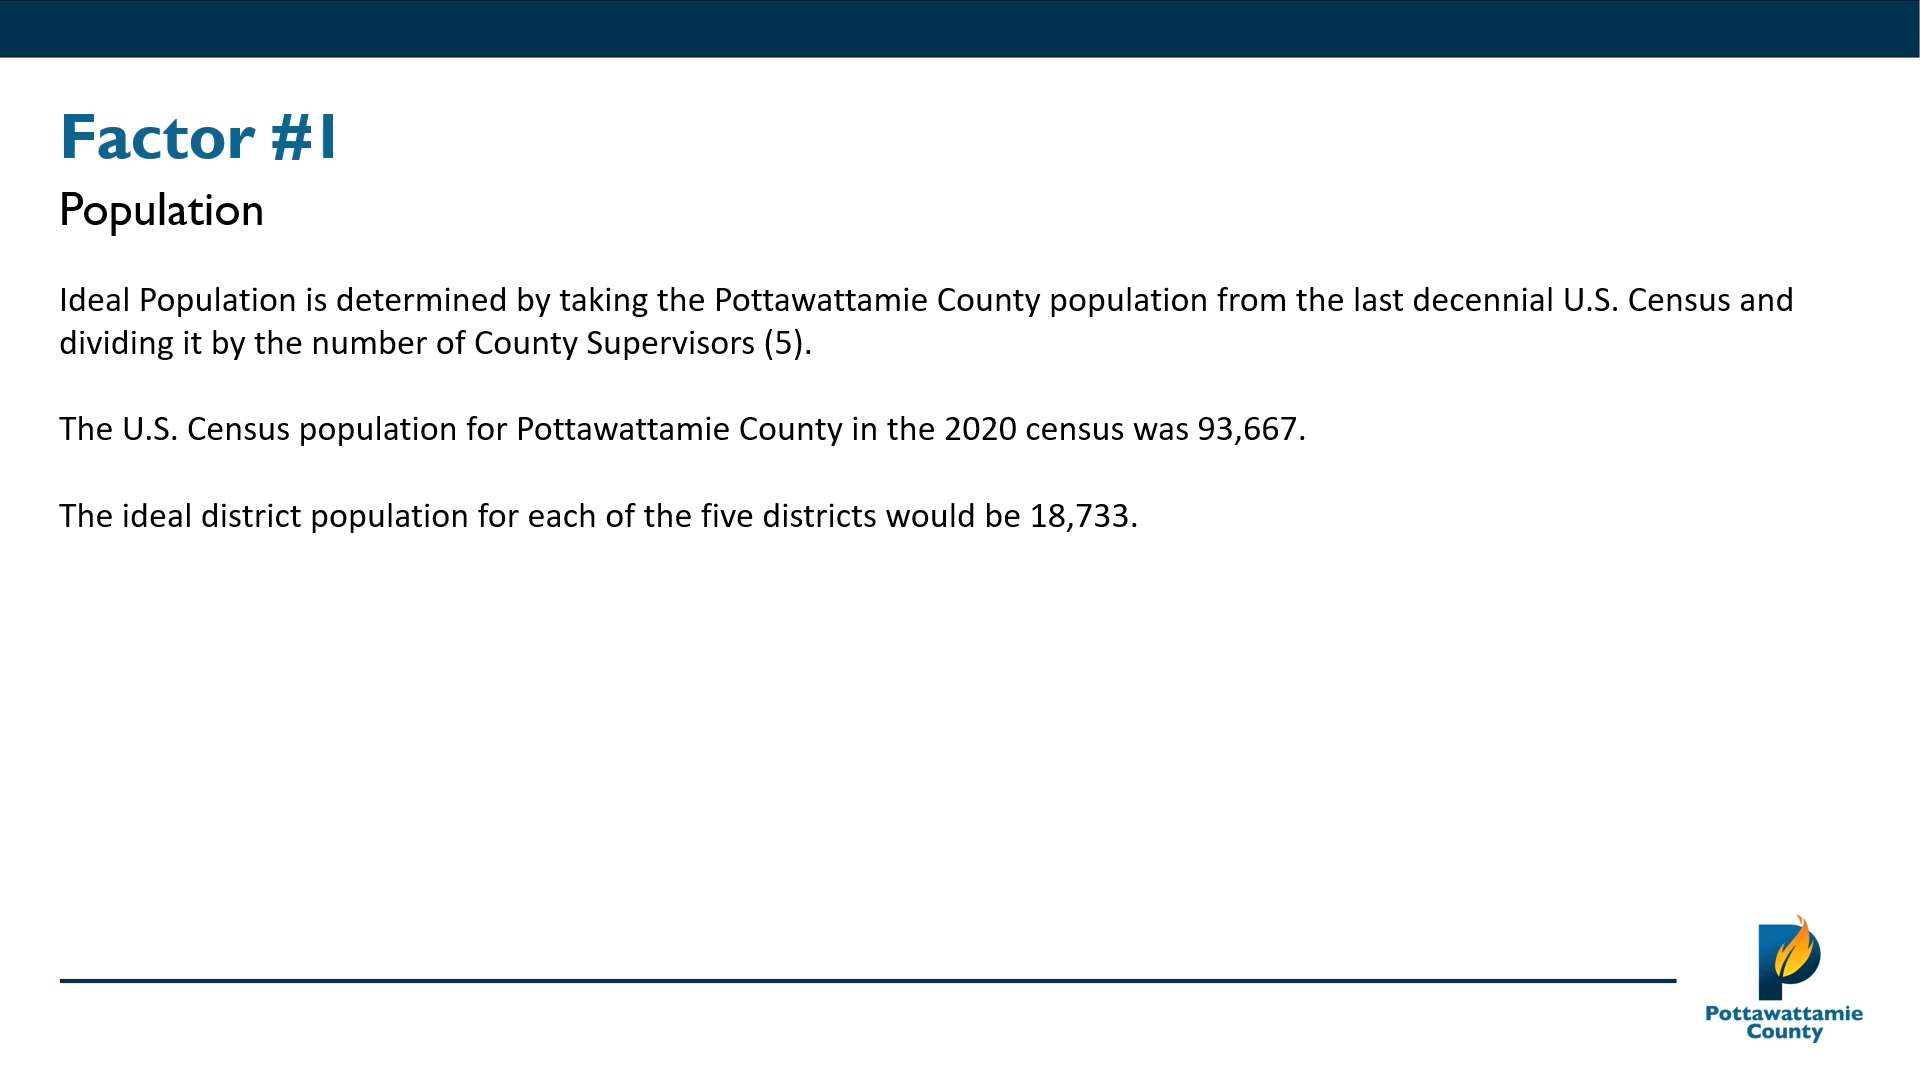 Factor #1
Population
Ideal Population is determined by taking the Pottawattamie County population from the last decennial U.S. Census and
dividing it by the number of County Supervisors (5).
The U.S. Census population for Pottawattamie County in the 2020 census was 93,667.
The ideal district population for each of the five districts would be 18,733.
Pottawattamie
County